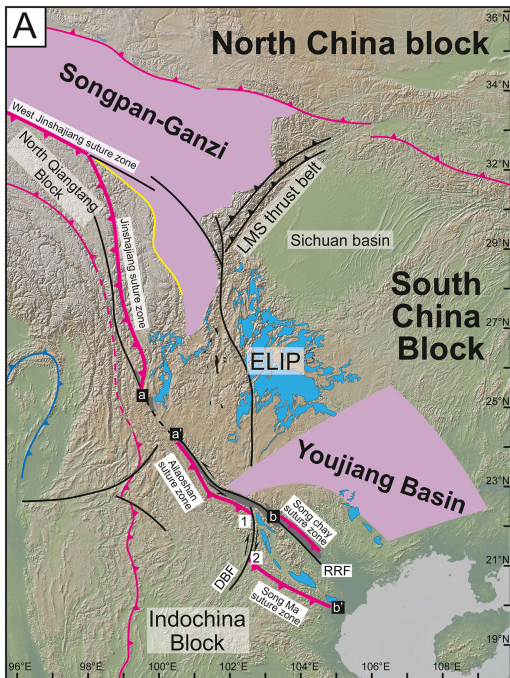 A
North China block
Songpan-Ganzi
West Jinshajiang suture zone
North Qiangtang
Block
Jinshajiang suture zone
LMS thrust belt
Sichuan basin
South
China
Block
ELIP
a
a'
Youjiang Basin
Ailaoshan
suture zone
1
b
Song chay
suture zone
2
RRF
DBF
Song Ma
suture zone
b'
Indochina
Block
36°N
34°N
32°N
29°N
27°N
25°N
23°N
21°N
19°N
96°E
98°E
100°E
102°E
104°E
106°E
108°E